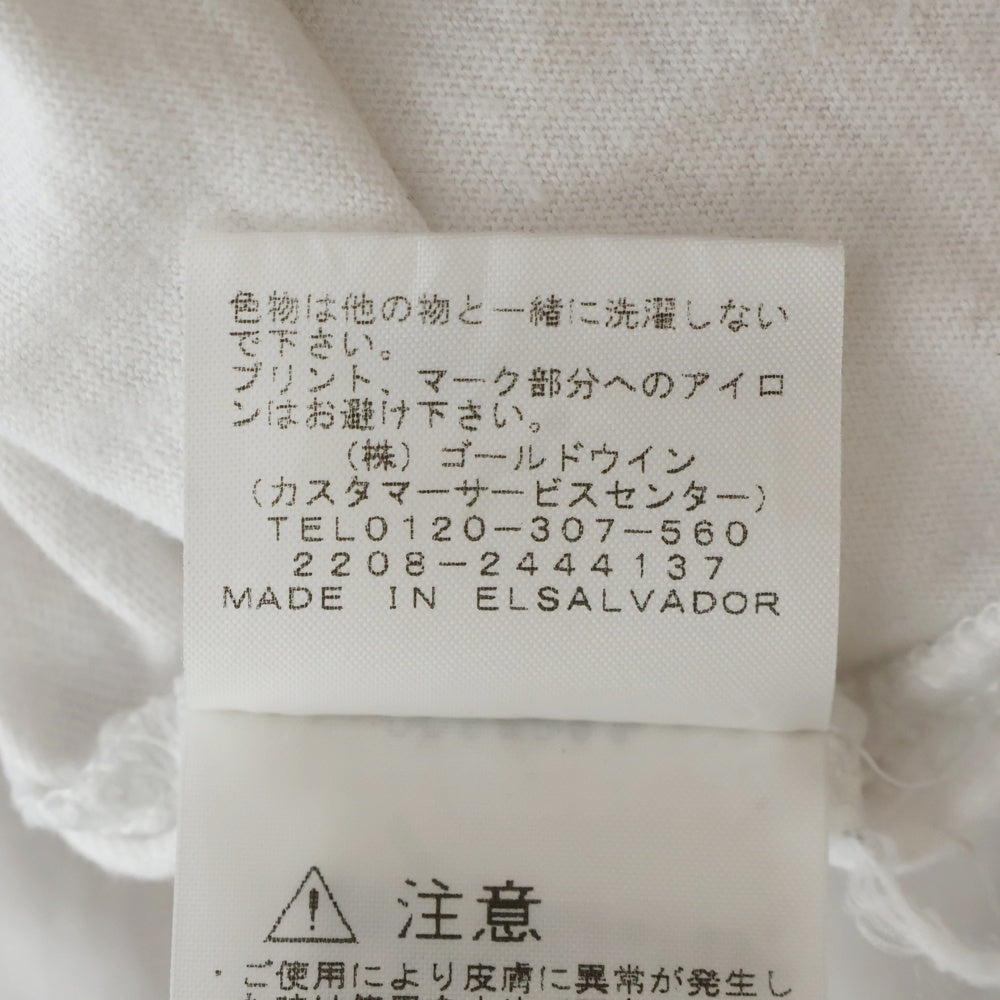 色物は他の物と一緒に洗濯しない
で下さい。
プリント、マーク部分へのアイロ
ンはお避け下さい。
（株）ゴールドウイン
（カスタマーサービスセンター）
TEL0120-307-560
2208-2444137
MADE IN ELSALVADOR
注意
・ご使用により皮膚に異常が発生し